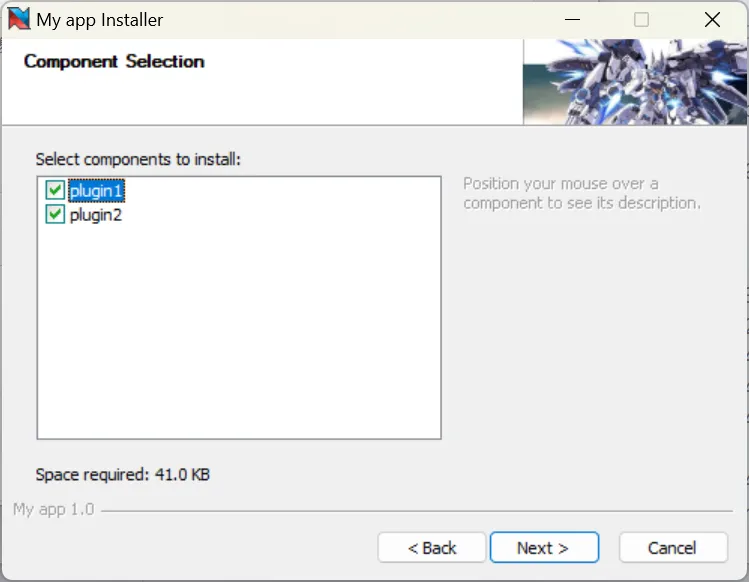 My app Installer
Component Selection
Select components to install:
plugin1
plugin2
Position your mouse over a
component to see its description.
Space required: 41.0 KB
My app 1.0
< Back
Next >
Cancel